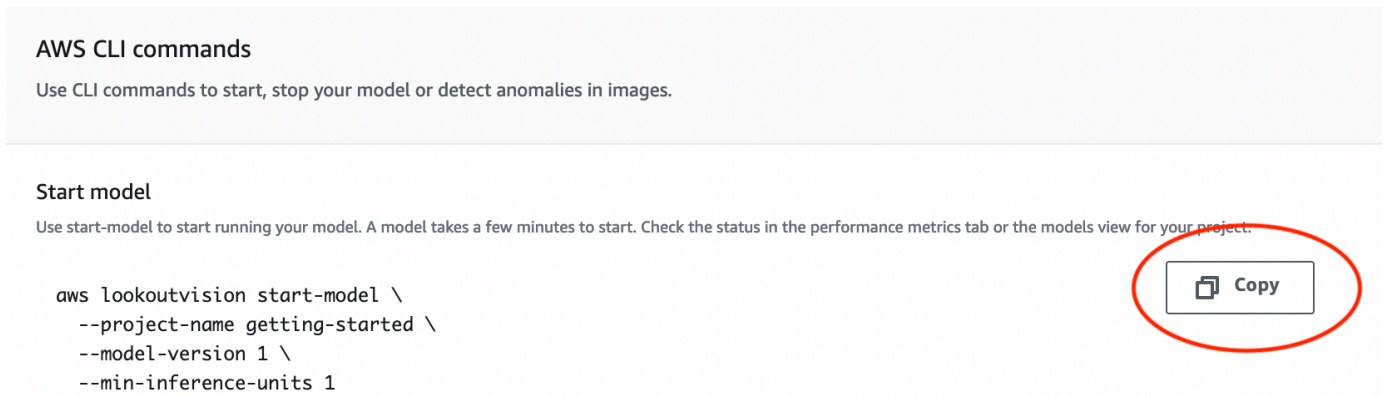 AWS CLI commands
Use CLI commands to start, stop your model or detect anomalies in images.
Start model
Use start-model to start running your model. A model takes a few minutes to start. Check the status in the performance metrics tab or the models view for your project.
Copy
aws lookoutvision start-model \
--project-name getting-started \
--model-version 1 \
--min-inference-units 1